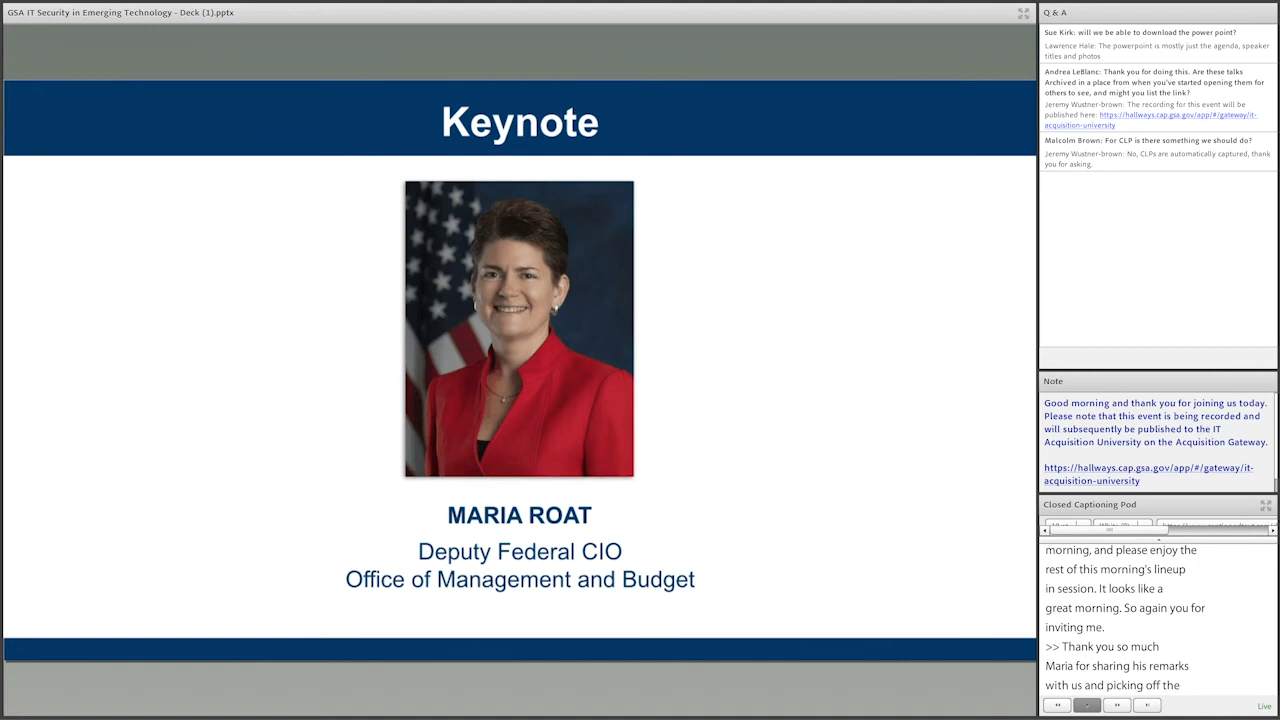 GSA IT Security in Emerging Technology - Deck (1).pptx
Keynote
MARIA ROAT
Deputy Federal CIO
Office of Management and Budget
Q & A
Sue Kirk: will we be able to download the power point?
Lawrence Hale: The powerpoint is mostly just the agenda, speaker
titles and photos
Andrea LeBlanc: Thank you for doing this. Are these talks
Archived in a place from when you've started opening them for
others to see, and might you list the link?
Jeremy Wustner-brown: The recording for this event will be
published here: https://hallways.cap.gsa.gov/app/#/gateway/it-
acquisition-university
Malcolm Brown: For CLP is there something we should do?
Jeremy Wustner-brown: No, CLPs are automatically captured, thank
you for asking.
Note
Good morning and thank you for joining us today.
Please note that this event is being recorded and
will subsequently be published to the IT
Acquisition University on the Acquisition Gateway.
https://hallways.cap.gsa.gov/app/#/gateway/it-
acquisition-university
Closed Captioning Pod
morning, and please enjoy the
rest of this morning's lineup
in session. It looks like a
great morning. So again you for
inviting me.
>> Thank you so much
Maria for sharing his remarks
with us and picking off the
Live